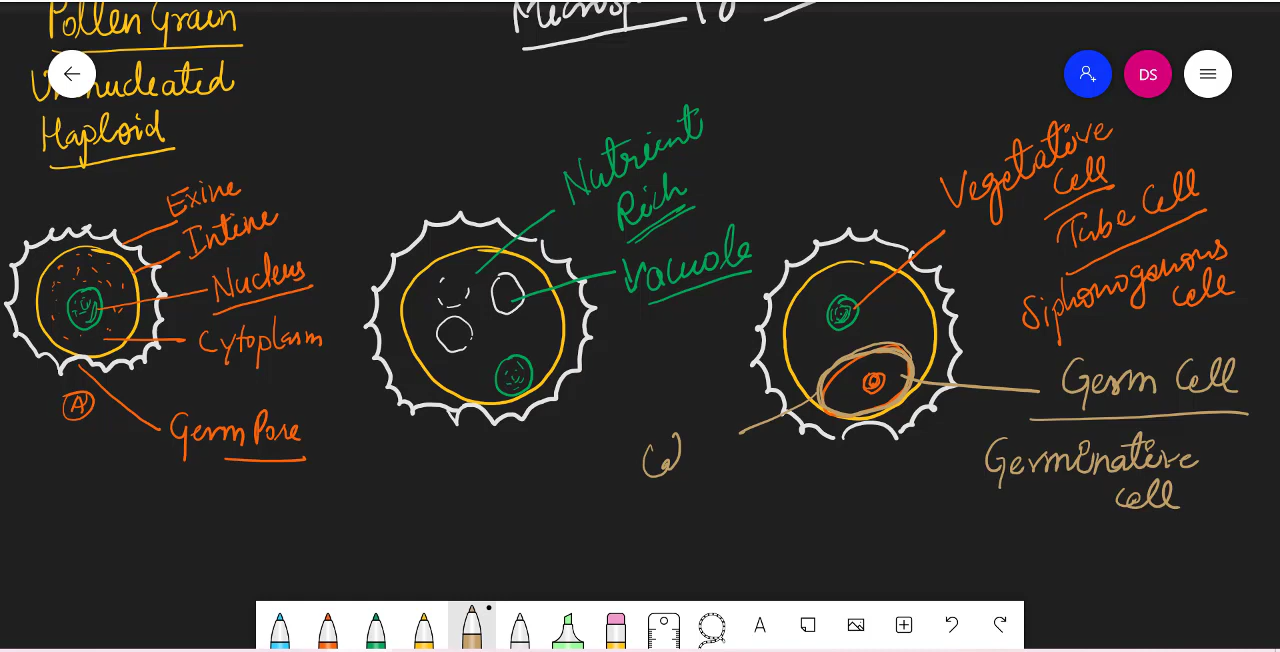 Pollen Grain
Haploid
Exine
Intine
Nucleus
Cytoplasm
Germ Pore
A
Nutrient
Rich
Vacuole
Vegetative
Cell
Tube Cell
Siphonogenous
Cell
Germ Cell
Germinative
Cell
DS
A